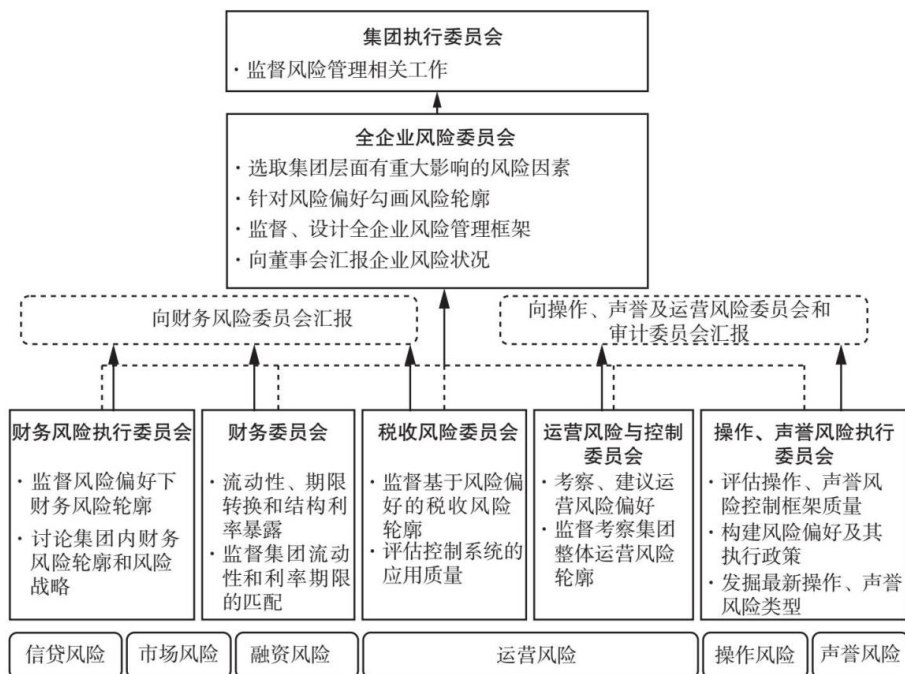 集团执行委员会
· 监督风险管理相关工作
全企业风险委员会
· 选取集团层面有重大影响的风险因素
· 针对风险偏好勾画风险轮廓
· 监督、设计全企业风险管理框架
· 向董事会汇报企业风险状况
向财务风险委员会汇报
向操作、声誉及运营风险委员会和
审计委员会汇报
财务风险执行委员会
· 监督风险偏好下
财务风险轮廓
· 讨论集团内财务
风险轮廓和风险
战略
财务委员会
· 流动性、期限
转换和结构利
率暴露
· 监督集团流动
性和利率期限
的匹配
税收风险委员会
· 监督基于风险偏
好的税收风险
轮廓
· 评估控制系统的
应用质量
运营风险与控制
委员会
· 考察、建议运
营风险偏好
· 监督考察集团
整体运营风险
轮廓
操作、声誉风险执行
委员会
· 评估操作、声誉风
险控制框架质量
· 构建风险偏好及其
执行政策
· 发掘最新操作、声誉
风险类型
信贷风险
市场风险
融资风险
运营风险
操作风险
声誉风险